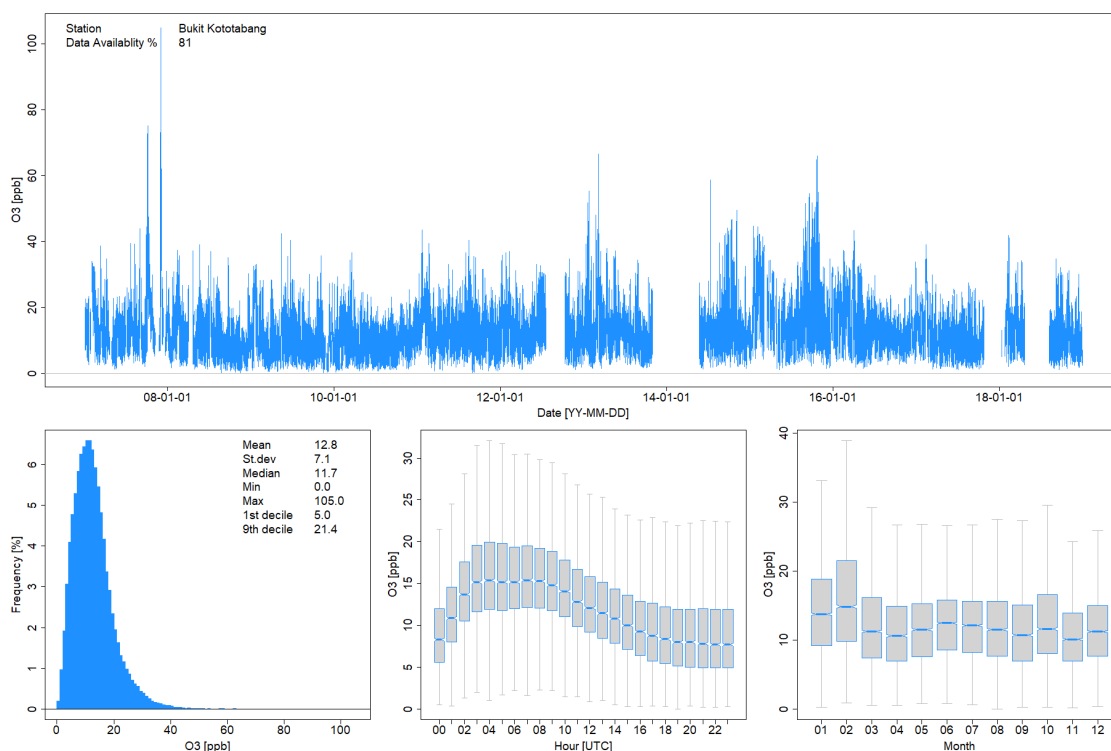 Station Bukit Kototabang
Data Availablity % 81
O3 [ppb]
100
80
60
40
20
0
08-01-01 10-01-01 12-01-01 14-01-01 16-01-01 18-01-01
Date [YY-MM-DD]
Frequency [%]
6
5
4
3
2
1
0
Mean 12.8
St.dev 7.1
Median 11.7
Min 0.0
Max 105.0
1st decile 5.0
9th decile 21.4
0 20 40 60 80 100
O3 [ppb]
O3 [ppb]
30
25
20
15
10
5
0
00 02 04 06 08 10 12 14 16 18 20 22
Hour [UTC]
O3 [ppb]
40
30
20
10
0
01 02 03 04 05 06 07 08 09 10 11 12
Month